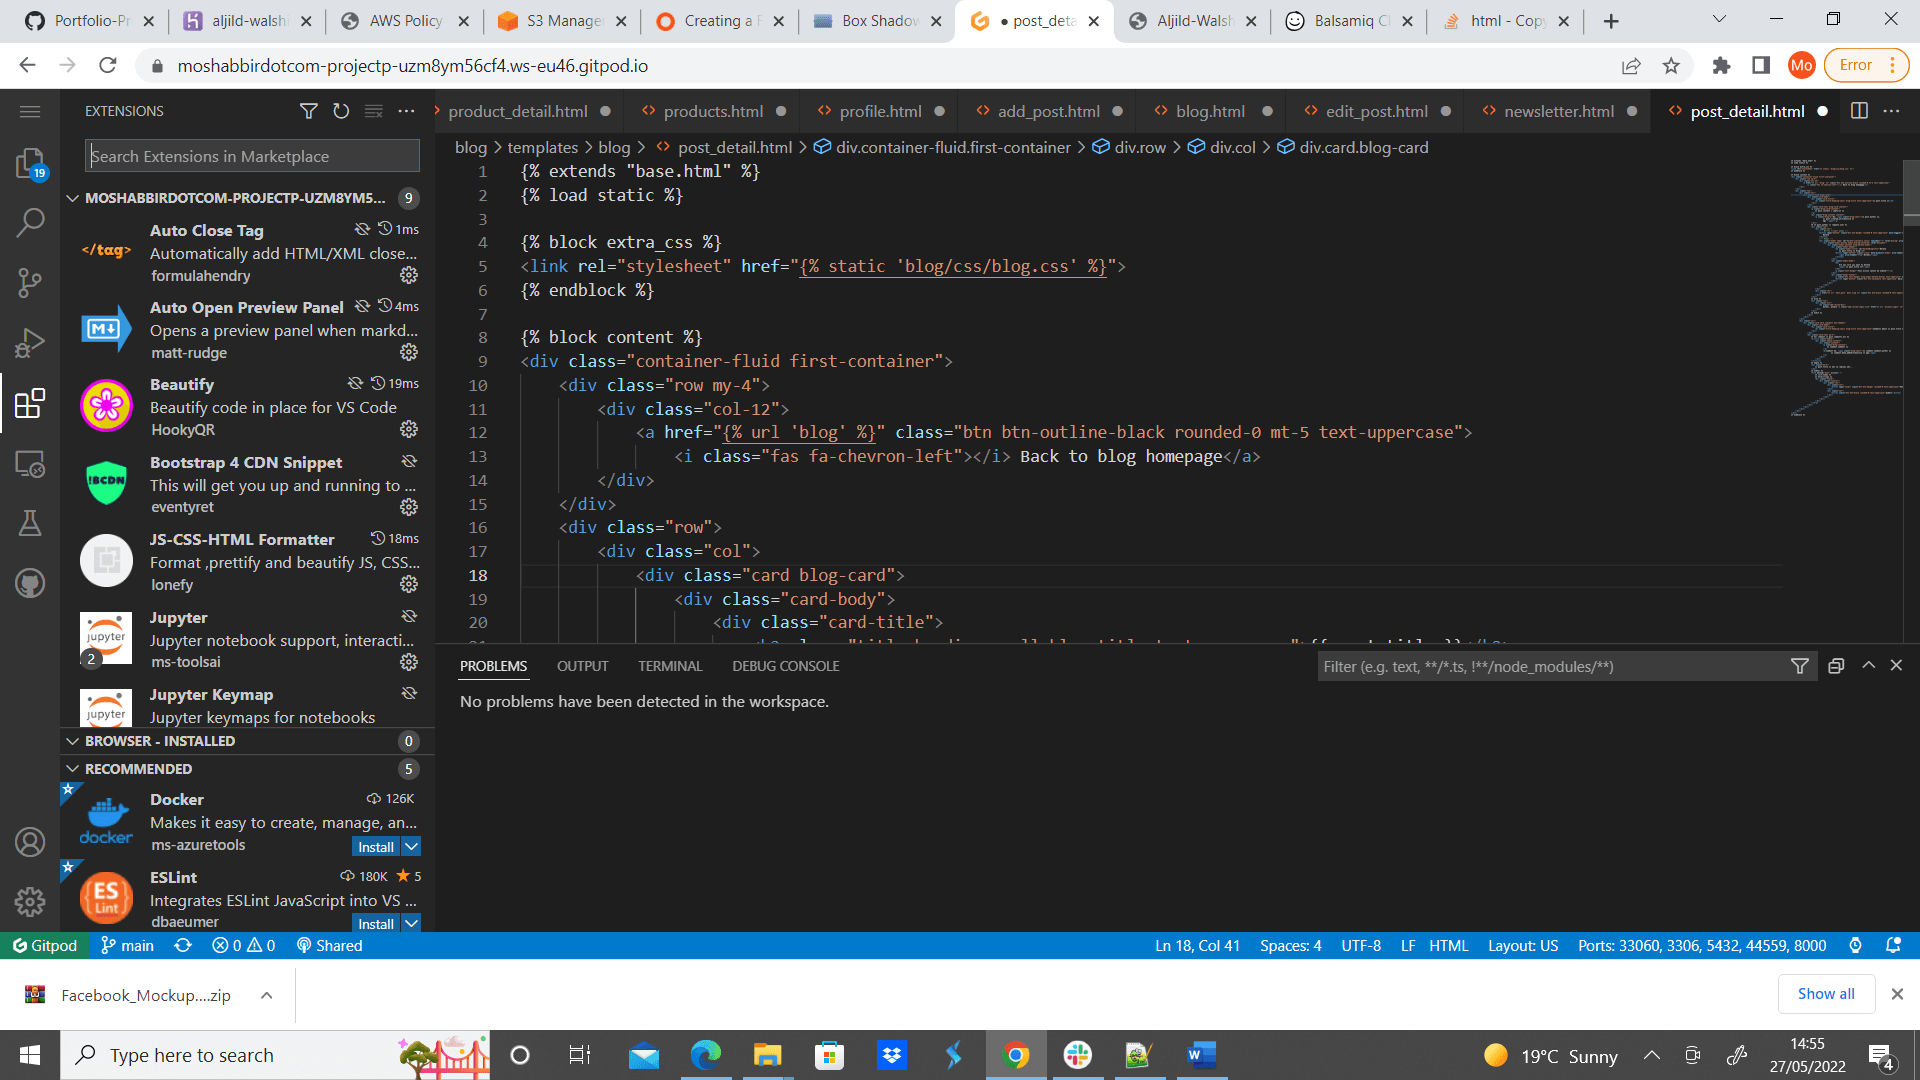 Portfolio-Pr
aljild-walshi
AWS Policy
S3 Manage
Creating a F
Box Shadow
● post_deta
Aljild-Walsh
Balsamiq Cl
html - Copy
moshabbirdotcom-projectp-uzm8ym56cf4.ws-eu46.gitpod.io
Mo
Error
EXTENSIONS
product_detail.html
products.html
profile.html
add_post.html
blog.html
edit_post.html
newsletter.html
post_detail.html
Search Extensions in Marketplace
blog > templates > blog > post_detail.html > div.container-fluid.first-container > div.row > div.col > div.card.blog-card
19
MOSHABBIRDOTCOM-PROJECTP-UZM8YM5... 9
</tag>
Auto Close Tag 1ms
Automatically add HTML/XML close...
formulahendry
M↓
Auto Open Preview Panel 4ms
Opens a preview panel when markd...
matt-rudge
Beautify 19ms
Beautify code in place for VS Code
HookyQR
!BCDN
Bootstrap 4 CDN Snippet
This will get you up and running to ...
eventyret
JS-CSS-HTML Formatter 18ms
Format ,prettify and beautify JS, CSS...
lonefy
jupyter
2
Jupyter
Jupyter notebook support, interacti...
ms-toolsai
jupyter
Jupyter Keymap
Jupyter keymaps for notebooks
BROWSER - INSTALLED 0
RECOMMENDED 5
docker
Docker 126K
Makes it easy to create, manage, an...
ms-azuretools Install
ES
Lint
ESLint 180K ★ 5
Integrates ESLint JavaScript into VS ...
dbaeumer Install
1 {% extends "base.html" %}
2 {% load static %}
3
4 {% block extra_css %}
5 <link rel="stylesheet" href="{% static 'blog/css/blog.css' %}">
6 {% endblock %}
7
8 {% block content %}
9 <div class="container-fluid first-container">
10 <div class="row my-4">
11 <div class="col-12">
12 <a href="{% url 'blog' %}" class="btn btn-outline-black rounded-0 mt-5 text-uppercase">
13 <i class="fas fa-chevron-left"></i> Back to blog homepage</a>
14 </div>
15 </div>
16 <div class="row">
17 <div class="col">
18 <div class="card blog-card">
19 <div class="card-body">
20 <div class="card-title">
PROBLEMS
OUTPUT
TERMINAL
DEBUG CONSOLE
Filter (e.g. text, **/*.ts, !**/node_modules/**)
No problems have been detected in the workspace.
Gitpod
main
0
0
Shared
Ln 18, Col 41
Spaces: 4
UTF-8
LF
HTML
Layout: US
Ports: 33060, 3306, 5432, 44559, 8000
Facebook_Mockup....zip
Show all
Type here to search
19°C Sunny
14:55
27/05/2022
4